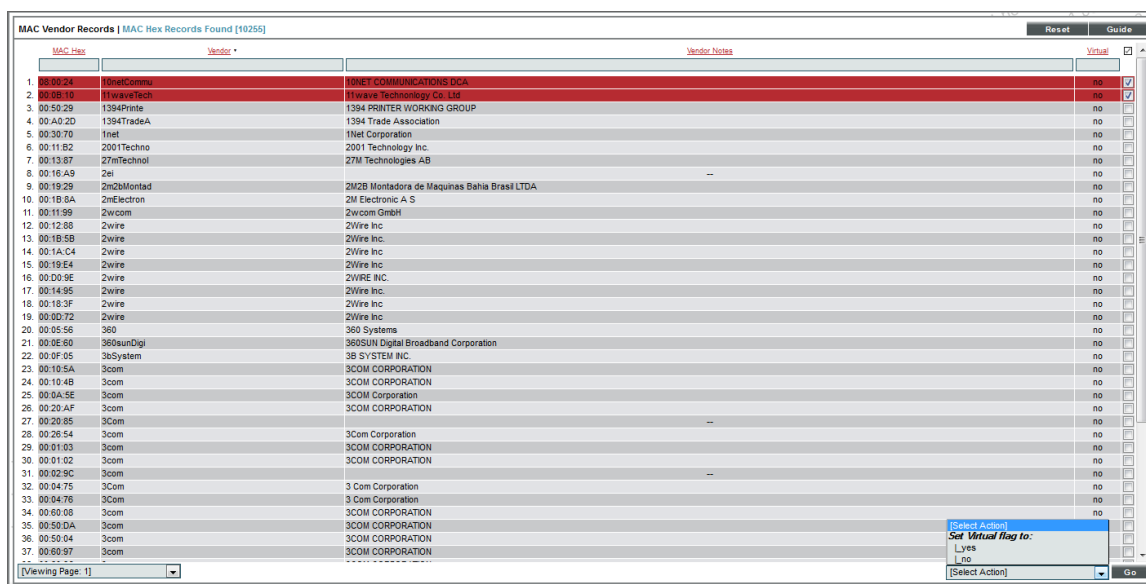 MAC Vendor Records | MAC Hex Records Found [10255] Reset Guide
MAC Hex Vendor • Vendor Notes Virtual
1. 08:00:24 10netCommu 10NET COMMUNICATIONS DCA no
2. 00:0B:10 11waveTech 11wave Technonlogy Co. Ltd no
3. 00:50:29 1394Printe 1394 PRINTER WORKING GROUP no
4. 00:A0:2D 1394TradeA 1394 Trade Association no
5. 00:30:70 1net 1Net Corporation no
6. 00:11:B2 2001Techno 2001 Technology Inc. no
7. 00:13:87 27mTechnol 27M Technologies AB no
8. 00:16:A9 2ei -- no
9. 00:19:29 2m2bMontad 2M2B Montadora de Maquinas Bahia Brasil LTDA no
10. 00:1B:8A 2mElectron 2M Electronic A S no
11. 00:11:99 2wcom 2wcom GmbH no
12. 00:12:88 2wire 2Wire Inc no
13. 00:1B:5B 2wire 2Wire Inc. no
14. 00:1A:C4 2wire 2Wire Inc no
15. 00:19:E4 2wire 2Wire Inc no
16. 00:D0:9E 2wire 2WIRE INC. no
17. 00:14:95 2wire 2Wire Inc. no
18. 00:18:3F 2wire 2Wire Inc no
19. 00:0D:72 2wire 2Wire Inc no
20. 00:05:56 360 360 Systems no
21. 00:0E:60 360sunDigi 360SUN Digital Broadband Corporation no
22. 00:0F:05 3bSystem 3B SYSTEM INC. no
23. 00:10:5A 3com 3COM CORPORATION no
24. 00:10:4B 3com 3COM CORPORATION no
25. 00:0A:5E 3com 3COM Corporation no
26. 00:20:AF 3com 3COM CORPORATION no
27. 00:20:85 3Com -- no
28. 00:26:54 3com 3Com Corporation no
29. 00:01:03 3com 3COM CORPORATION no
30. 00:01:02 3com 3COM CORPORATION no
31. 00:02:9C 3com -- no
32. 00:04:75 3Com 3 Com Corporation no
33. 00:04:76 3Com 3 Com Corporation no
34. 00:60:08 3com 3COM CORPORATION no
35. 00:50:DA 3com 3COM CORPORATION
36. 00:50:04 3com 3COM CORPORATION
37. 00:60:97 3com 3COM CORPORATION
[Select Action]
Set Virtual flag to:
|_yes
|_no
[Viewing Page: 1] [Select Action] Go